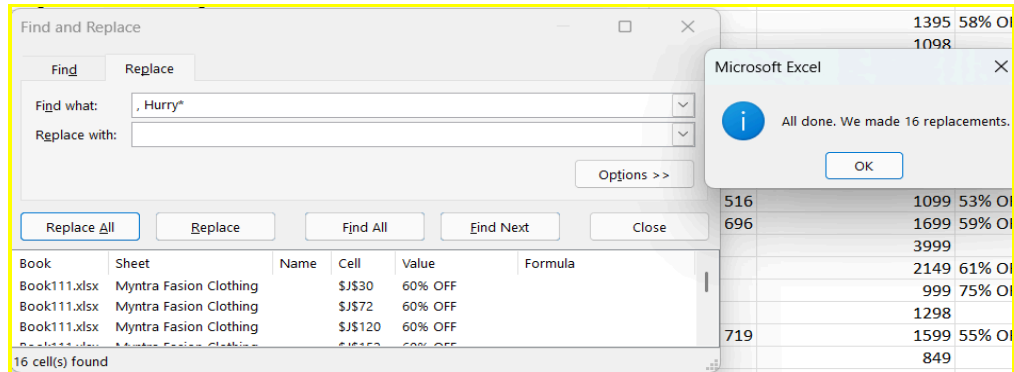 Find and Replace
1395 58% OF
1098
Microsoft Excel
Find Replace
Find what: , Hurry*
All done. We made 16 replacements.
Replace with:
OK
Options >>
516 1099 53% OF
Replace All Replace Find All Find Next Close
696 1699 59% OF
3999
Book Sheet Name Cell Value Formula
2149 61% OF
Book111.xlsx Myntra Fasion Clothing $J$30 60% OFF
999 75% OF
Book111.xlsx Myntra Fasion Clothing $J$72 60% OFF
1298
Book111.xlsx Myntra Fasion Clothing $J$120 60% OFF
719 1599 55% OF
16 cell(s) found
849